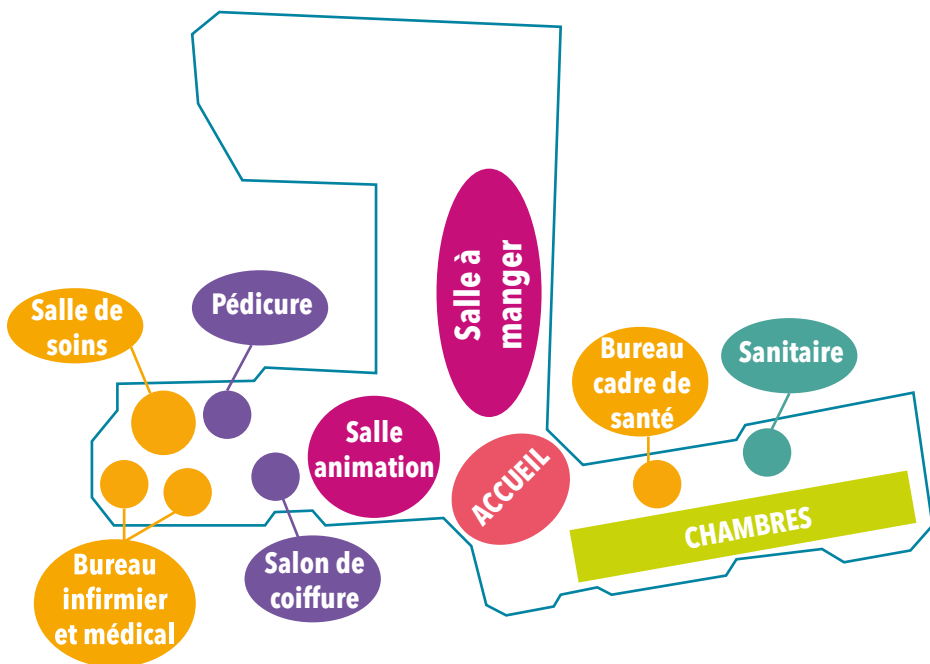 Salle à
manger
Pédicure
Salle de
soins
Bureau
cadre de
santé
Sanitaire
Salle
animation
ACCUEIL
CHAMBRES
Bureau
infirmier
et médical
Salon de
coiffure